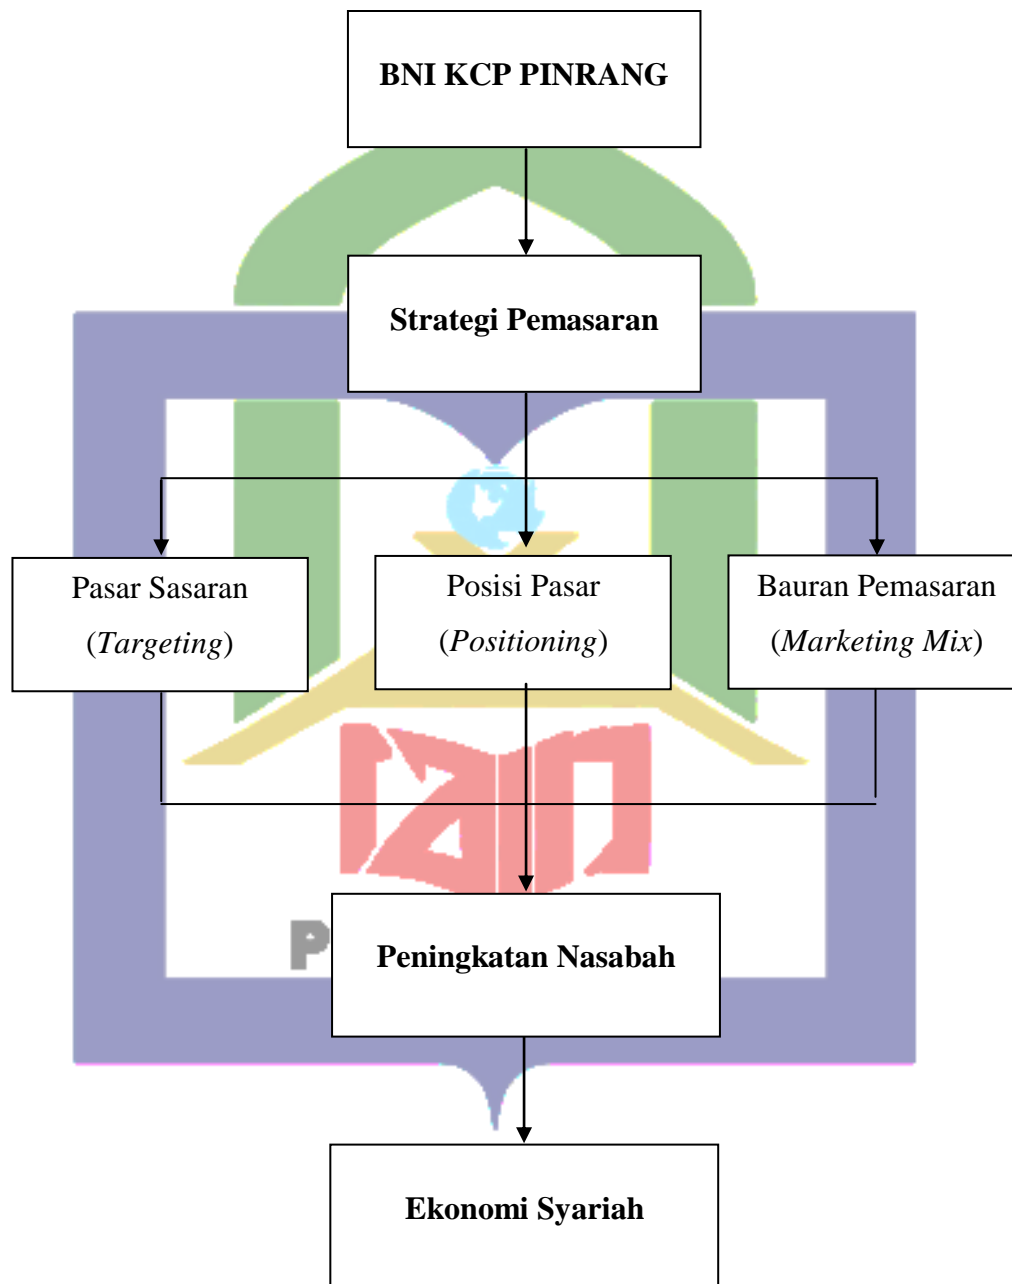 BNI KCP PINRANG
Strategi Pemasaran
Pasar Sasaran
(Targeting)
Posisi Pasar
(Positioning)
Bauran Pemasaran
(Marketing Mix)
P
Peningkatan Nasabah
Ekonomi Syariah